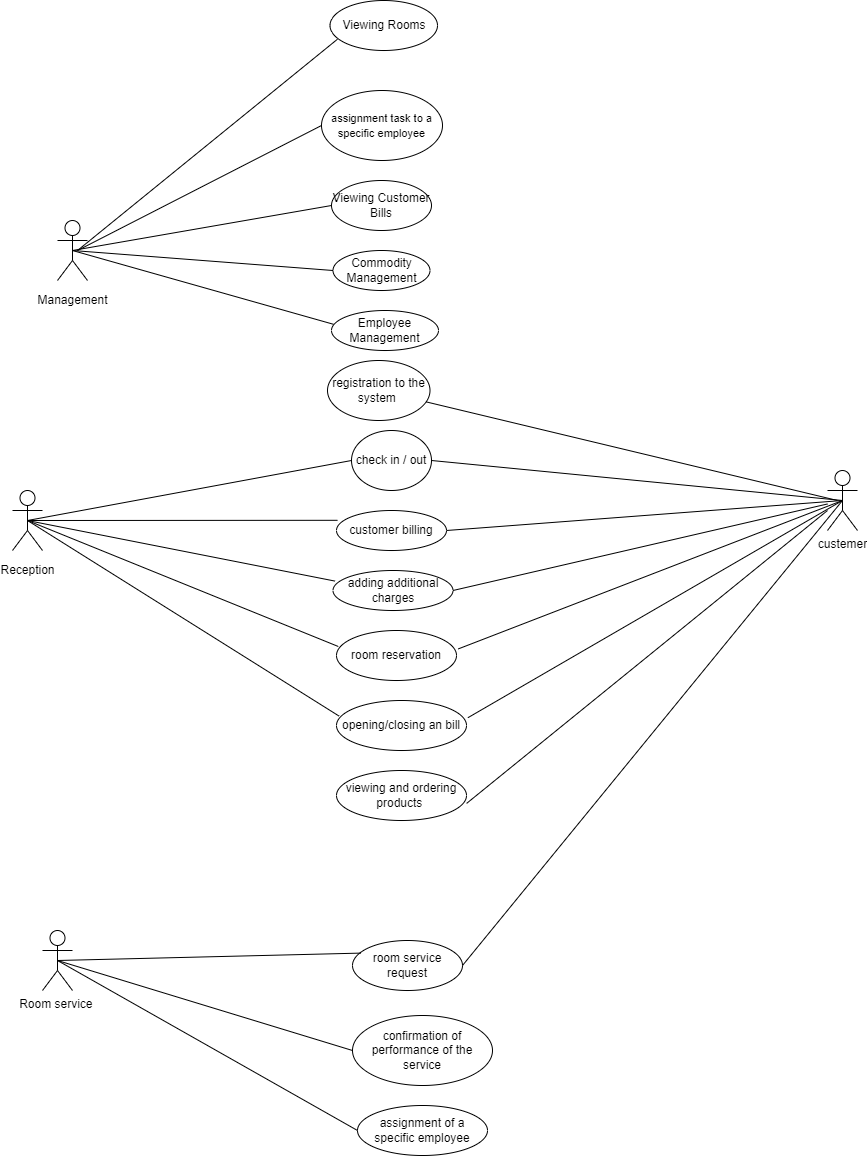 Viewing Rooms
assignment task to a
specific employee
Viewing Customer
Bills
Commodity
Management
Management
Employee
Management
registration to the
system
check in / out
customer billing
custemer
Reception
adding additional
charges
room reservation
opening/closing an bill
viewing and ordering
products
room service
request
Room service
confirmation of
performance of the
service
assignment of a
specific employee